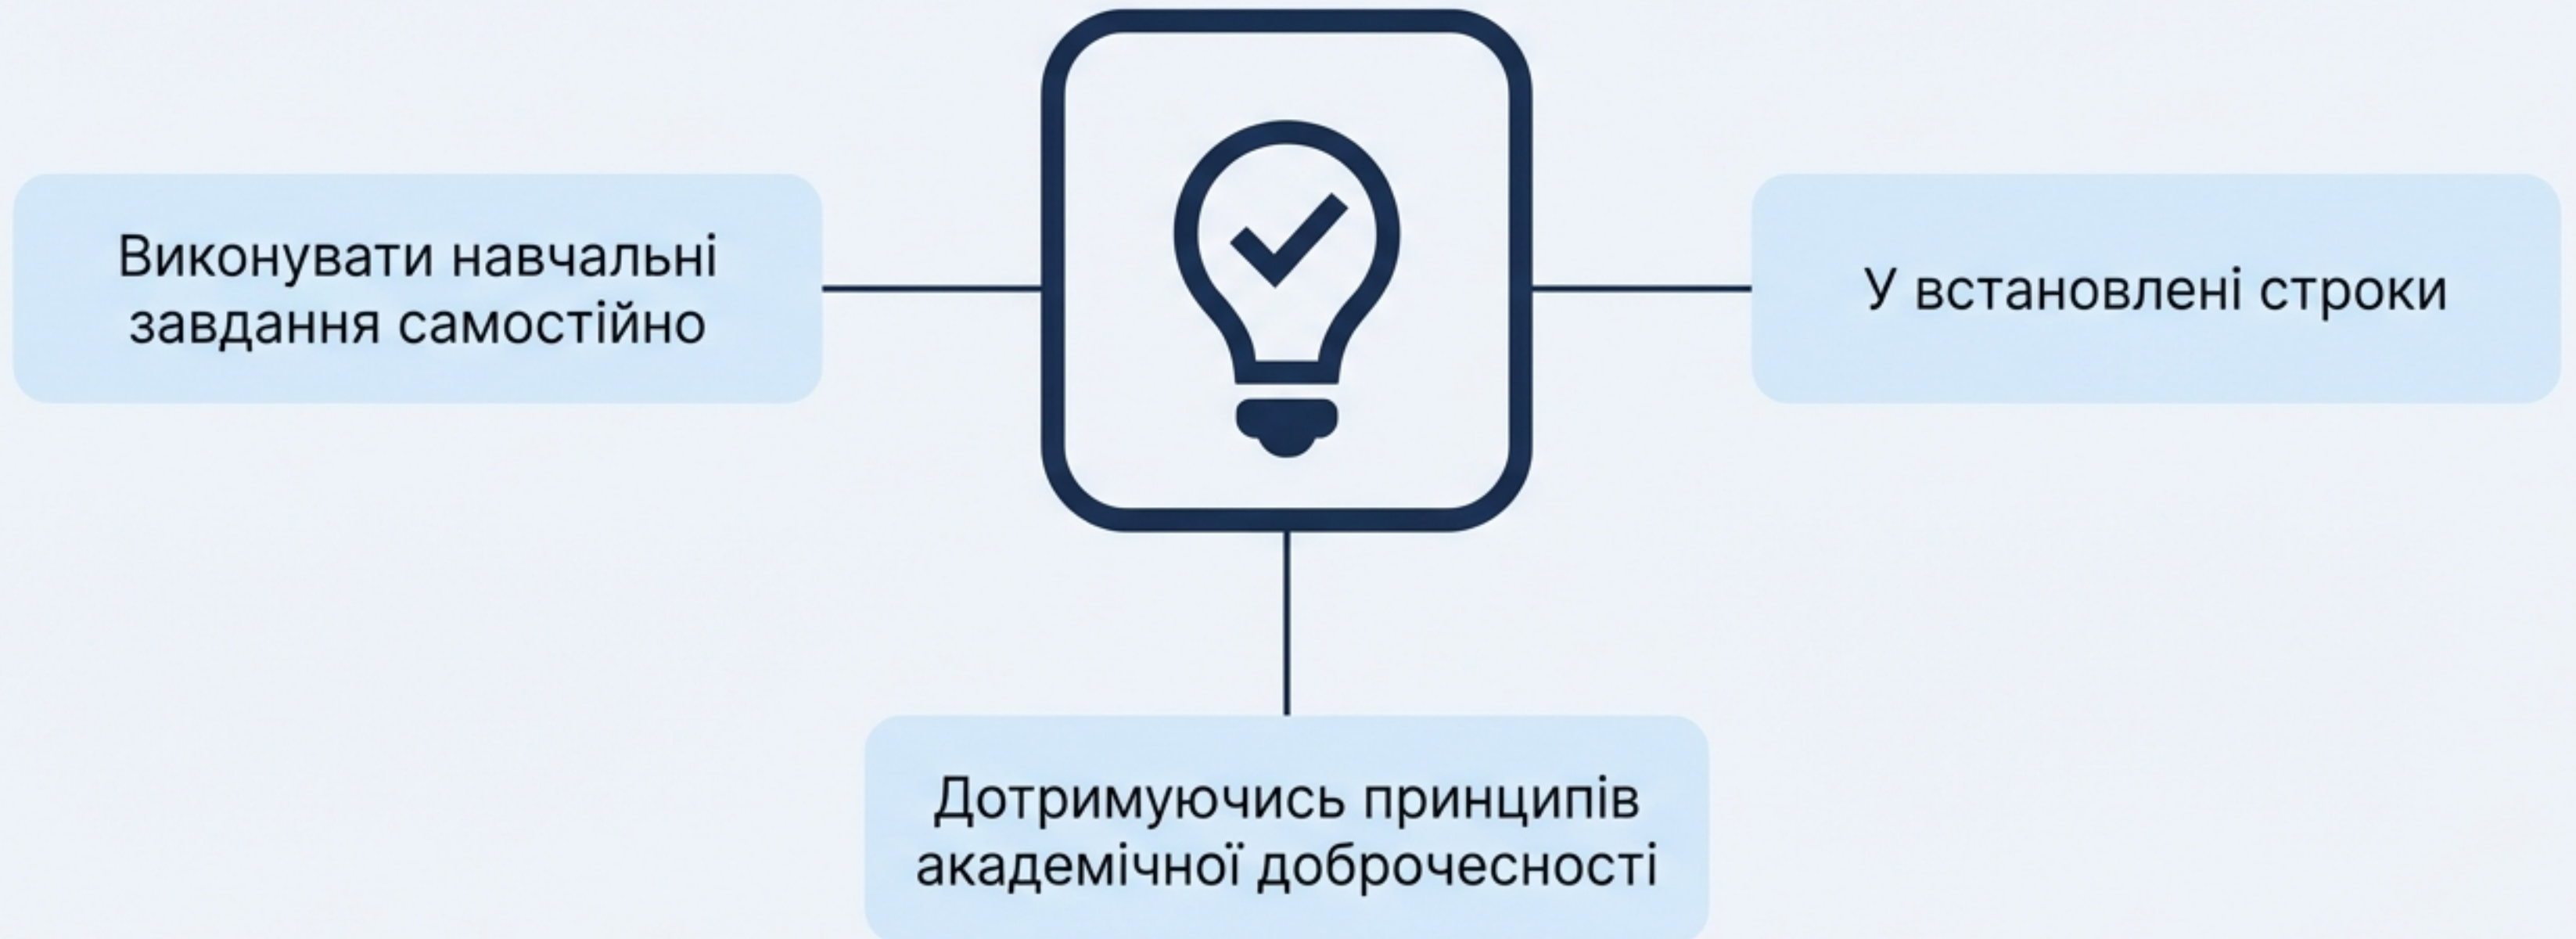 Виконувати навчальні
завдання самостійно
У встановлені строки
Дотримуючись принципів
академічної доброчесності